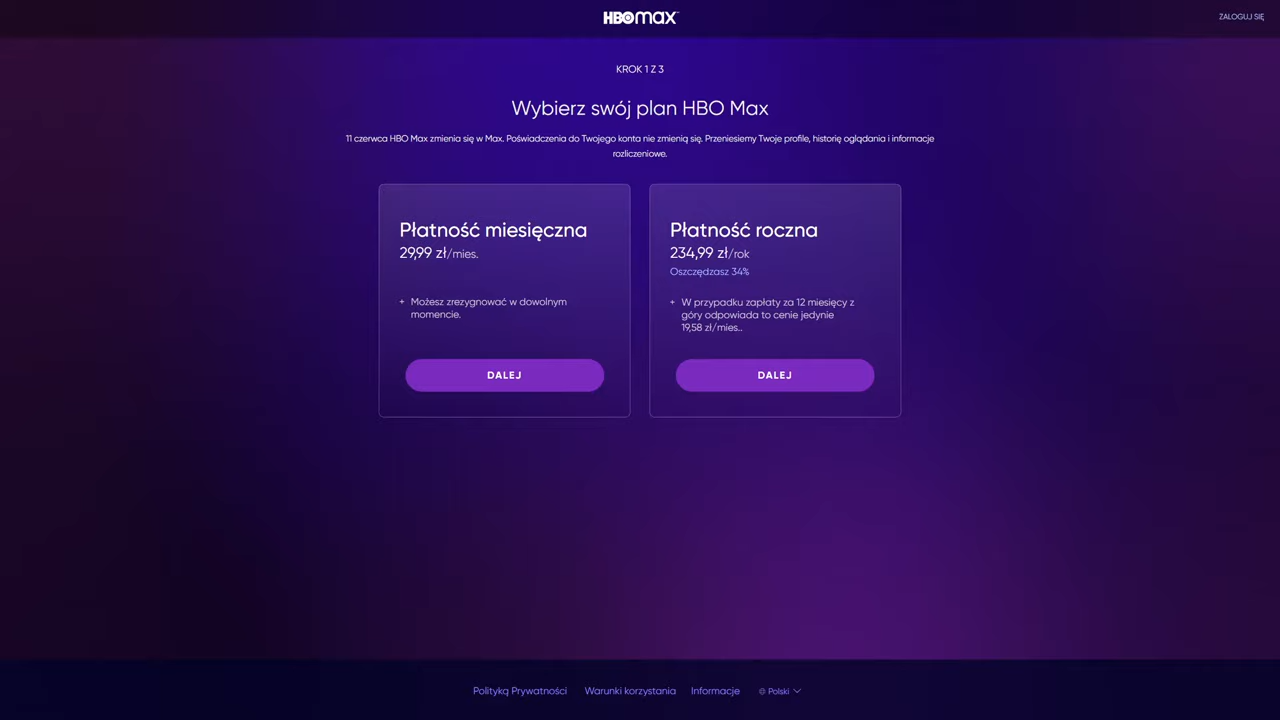 HBOmax
ZALOGUJ SIĘ
KROK 1 Z 3
Wybierz swój plan HBO Max
11 czerwca HBO Max zmienia się w Max. Poświadczenia do Twojego konta nie zmienią się. Przeniesiemy Twoje profile, historię oglądania i informacje
rozliczeniowe.
Płatność miesięczna
29,99 zł/mies.
+ Możesz zrezygnować w dowolnym
momencie.
DALEJ
Płatność roczna
234,99 zł/rok
Oszczędzasz 34%
+ W przypadku zapłaty za 12 miesięcy z
góry odpowiada to cenie jedynie
19,58 zł/mies..
DALEJ
Polityką Prywatności
Warunki korzystania
Informacje
Polski